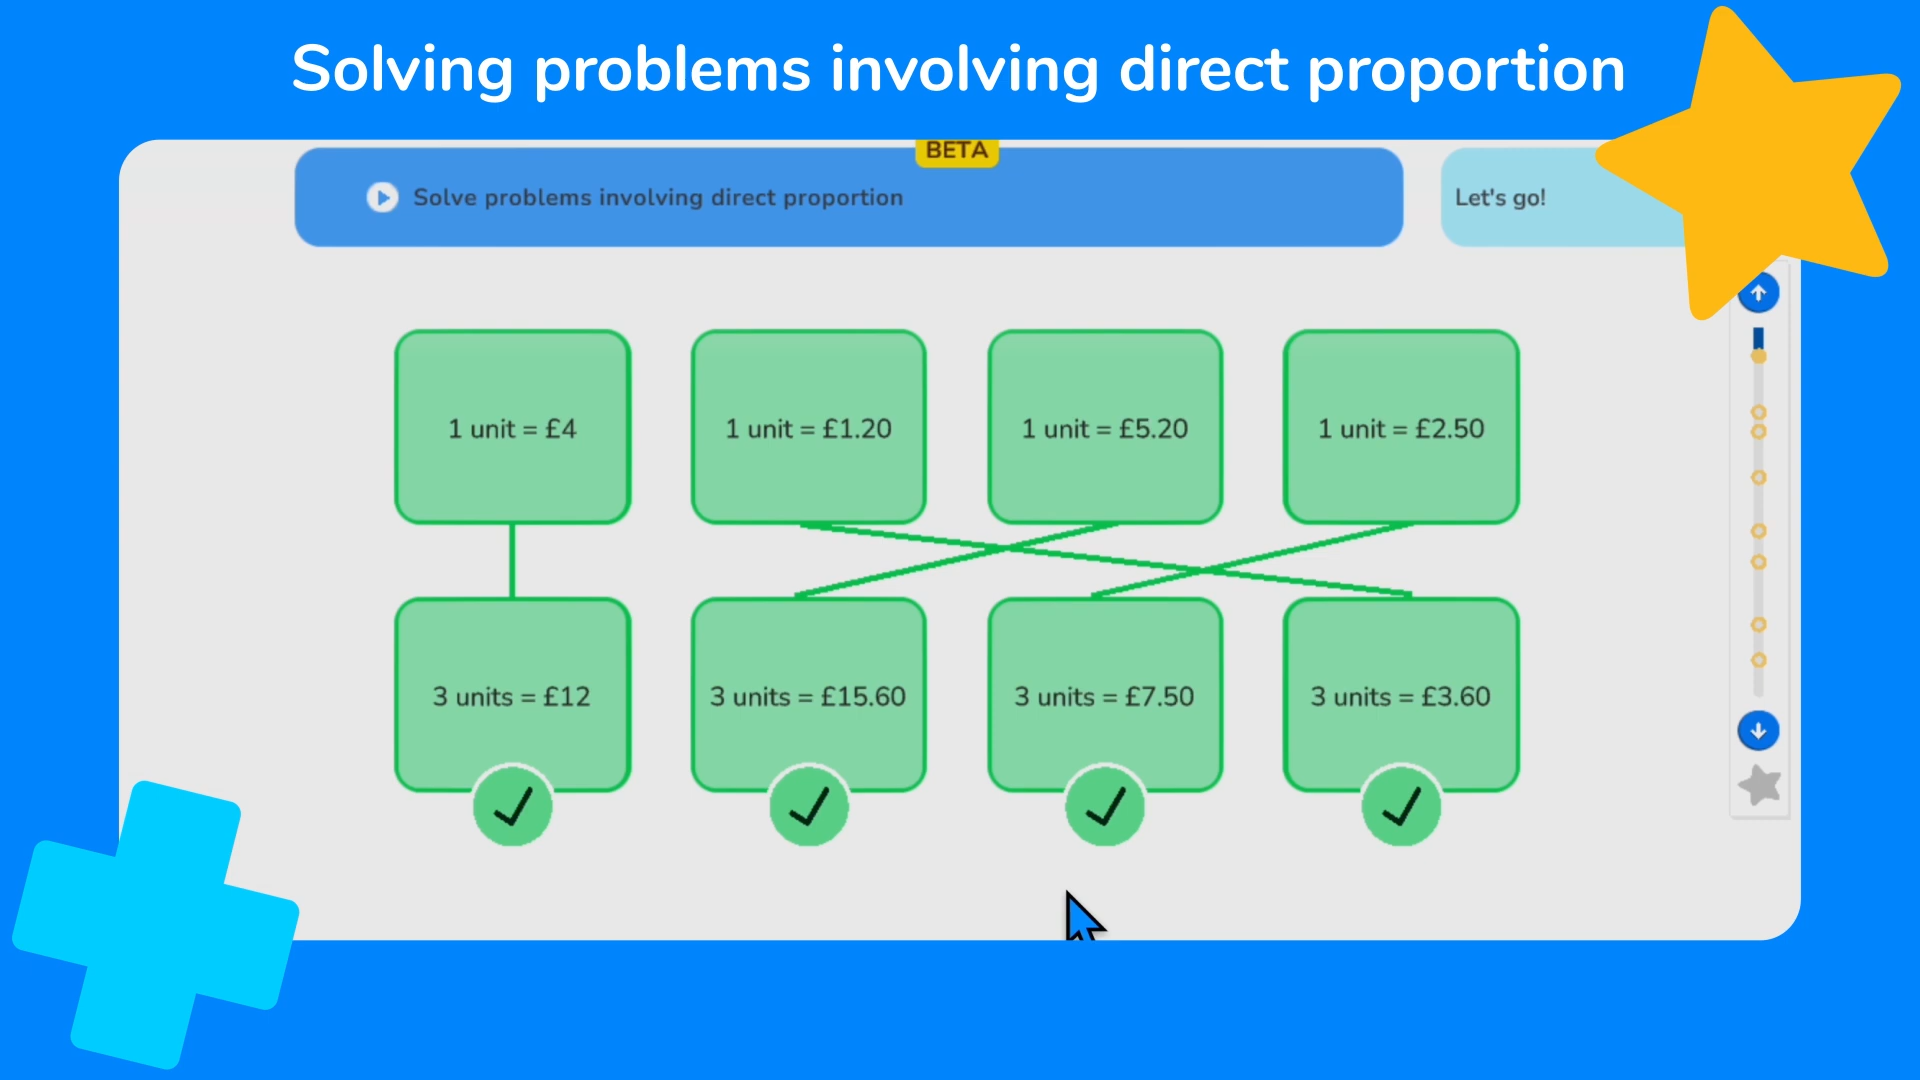 Solving problems involving direct proportion
BETA
Solve problems involving direct proportion
Let's go!
1 unit = £4
1 unit = £1.20
1 unit = £5.20
1 unit = £2.50
3 units = £12
3 units = £15.60
3 units = £7.50
3 units = £3.60